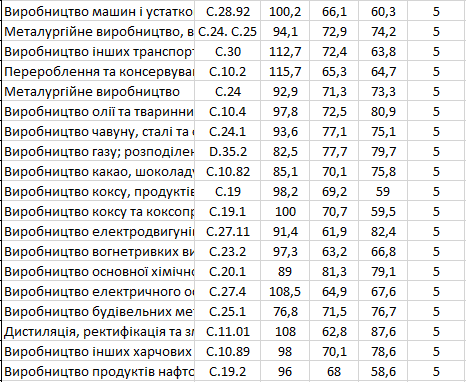 Виробництво машин і устатко C.28.92 100,2 66,1 60,3 5
Металургійне виробництво, в C.24. C.25 94,1 72,9 74,2 5
Виробництво інших транспорт C.30 112,7 72,4 63,8 5
Перероблення та консервуван C.10.2 115,7 65,3 64,7 5
Металургійне виробництво C.24 92,9 71,3 73,3 5
Виробництво олії та тваринни C.10.4 97,8 72,5 80,9 5
Виробництво чавуну, сталі та ф C.24.1 93,6 77,1 75,1 5
Виробництво газу; розподілен D.35.2 82,5 77,7 79,7 5
Виробництво какао, шоколаду C.10.82 85,1 70,1 75,8 5
Виробництво коксу, продуктів C.19 98,2 69,2 59 5
Виробництво коксу та коксопр C.19.1 100 70,7 59,5 5
Виробництво електродвигуні C.27.11 91,4 61,9 82,4 5
Виробництво вогнетривких ви C.23.2 97,3 63,2 66,8 5
Виробництво основної хімічно C.20.1 89 81,3 79,1 5
Виробництво електричного ос C.27.4 108,5 64,9 67,6 5
Виробництво будівельних мет C.25.1 76,8 71,5 76,7 5
Дистиляція, ректифікація та зм C.11.01 108 62,8 87,6 5
Виробництво інших харчових C.10.89 98 70,1 78,6 5
Виробництво продуктів нафто C.19.2 96 68 58,6 5